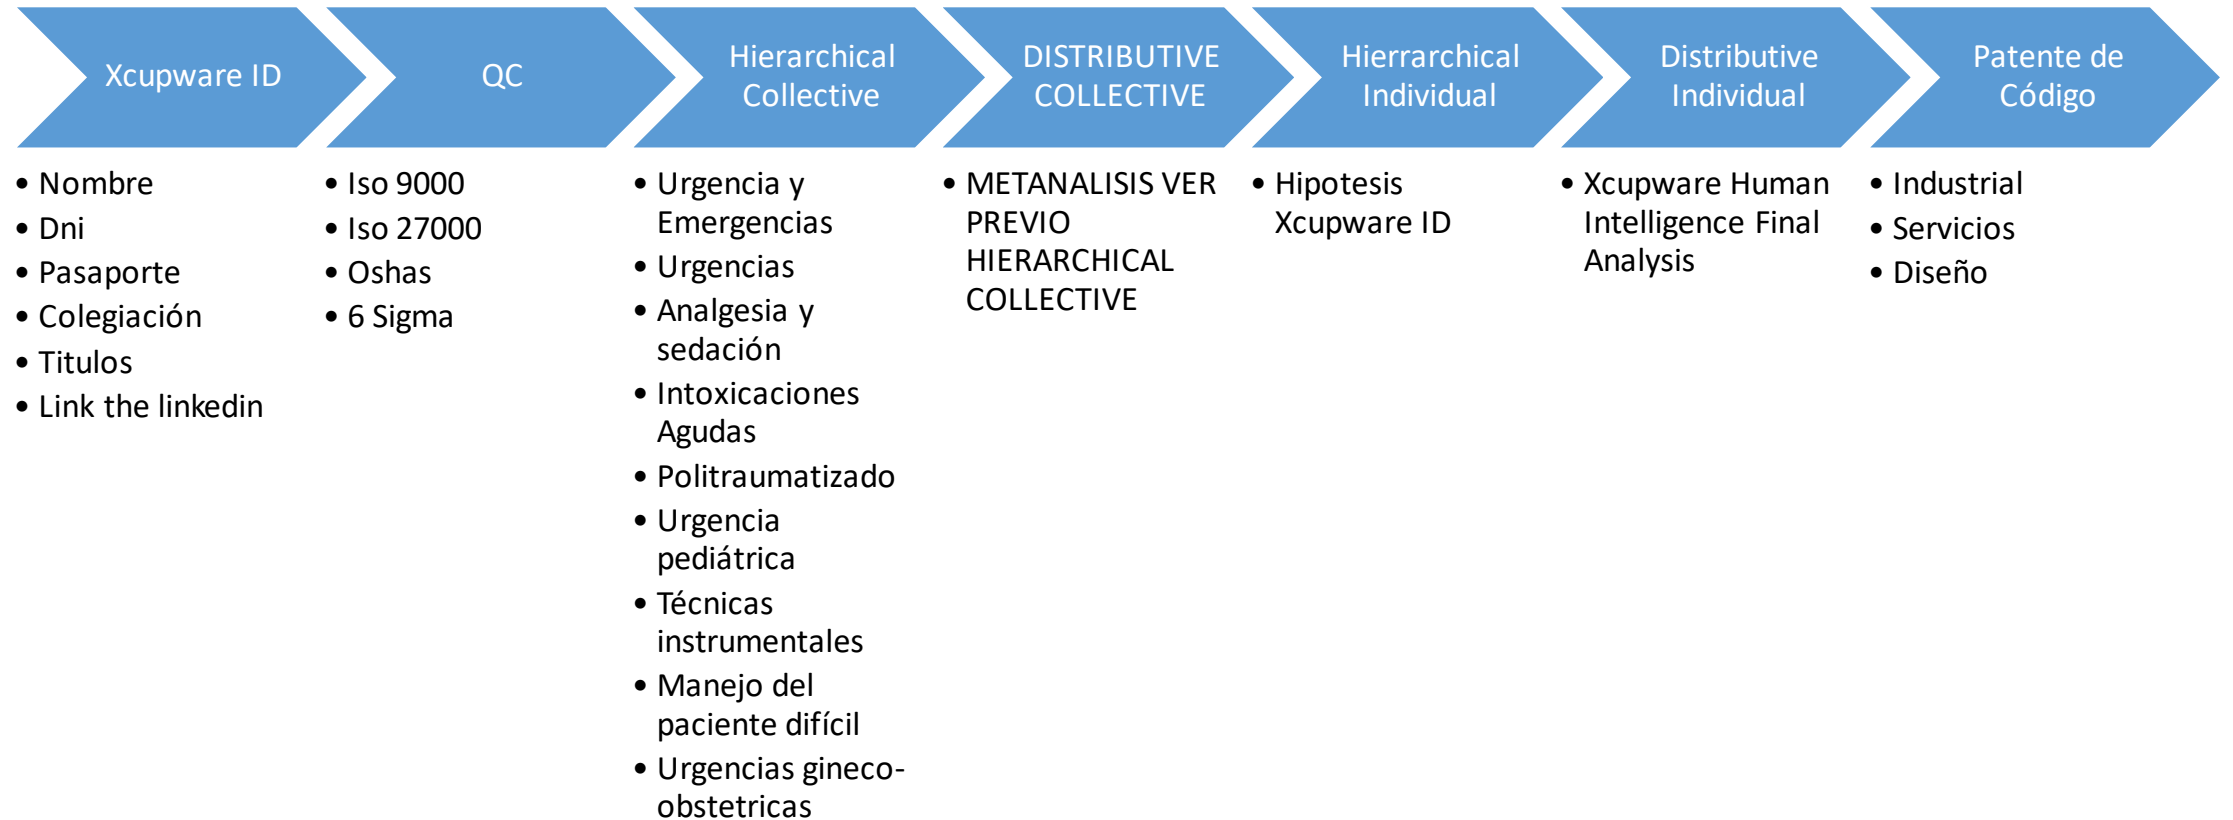 Xcupware ID
QC
Hierarchical
Collective
DISTRIBUTIVE
COLLECTIVE
Hierrarchical
Individual
Distributive
Individual
Patente de
Código
• Nombre
• Dni
• Pasaporte
• Colegiación
• Titulos
• Link the linkedin
• Iso 9000
• Iso 27000
• Oshas
• 6 Sigma
• Urgencia y
Emergencias
• Urgencias
• Analgesia y
sedación
• Intoxicaciones
Agudas
• Politraumatizado
• Urgencia
pediátrica
• Técnicas
instrumentales
• Manejo del
paciente difícil
• Urgencias gineco-
obstetricas
• METANALISIS VER
PREVIO
HIERARCHICAL
COLLECTIVE
• Hipotesis
Xcupware ID
• Xcupware Human
Intelligence Final
Analysis
• Industrial
• Servicios
• Diseño